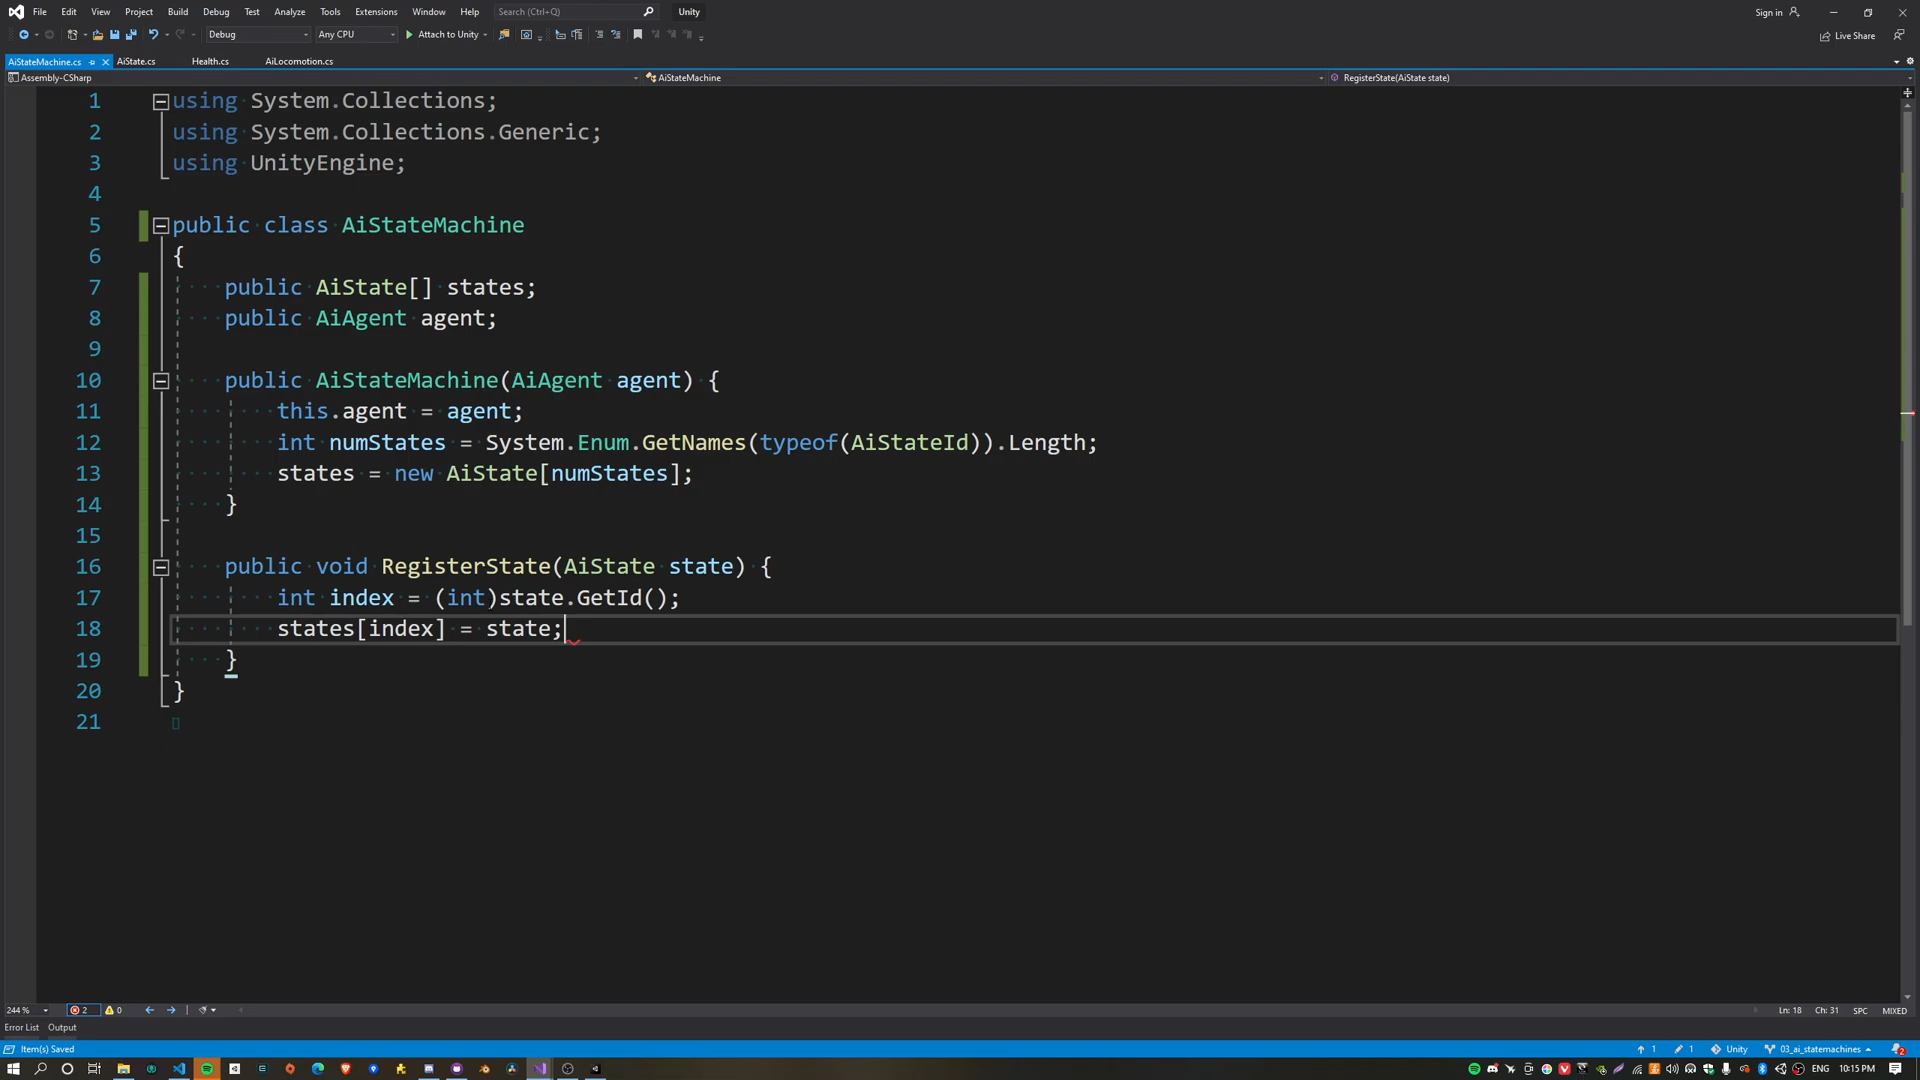 File Edit View Project Build Debug Test Analyze Tools Extensions Window Help Search (Ctrl+Q) Unity Sign in
Debug Any CPU Attach to Unity Live Share
AiStateMachine.cs AiState.cs Health.cs AiLocomotion.cs
Assembly-CSharp AiStateMachine RegisterState(AiState state)
1 using System.Collections;
2 using System.Collections.Generic;
3 using UnityEngine;
4
5 public class AiStateMachine
6 {
7 public AiState[] states;
8 public AiAgent agent;
9
10 public AiStateMachine(AiAgent agent) {
11 this.agent = agent;
12 int numStates = System.Enum.GetNames(typeof(AiStateId)).Length;
13 states = new AiState[numStates];
14 }
15
16 public void RegisterState(AiState state) {
17 int index = (int)state.GetId();
18 states[index] = state;
19 }
20 }
21
244 % 2 0 Ln: 18 Ch: 31 SPC MIXED
Error List Output
Item(s) Saved 1 1 Unity 03_ai_statemachines 2
ENG 10:15 PM